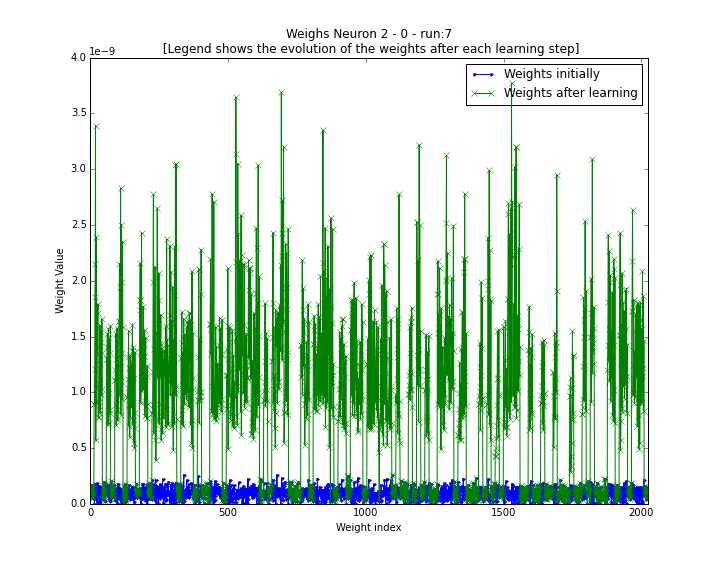 Weighs Neuron 2 - 0 - run:7
[Legend shows the evolution of the weights after each learning step]
1e−9
Weights initially
Weights after learning
4.0
3.5
3.0
2.5
2.0
1.5
1.0
0.5
0.0
Weight Value
0 500 1000 1500 2000
Weight index